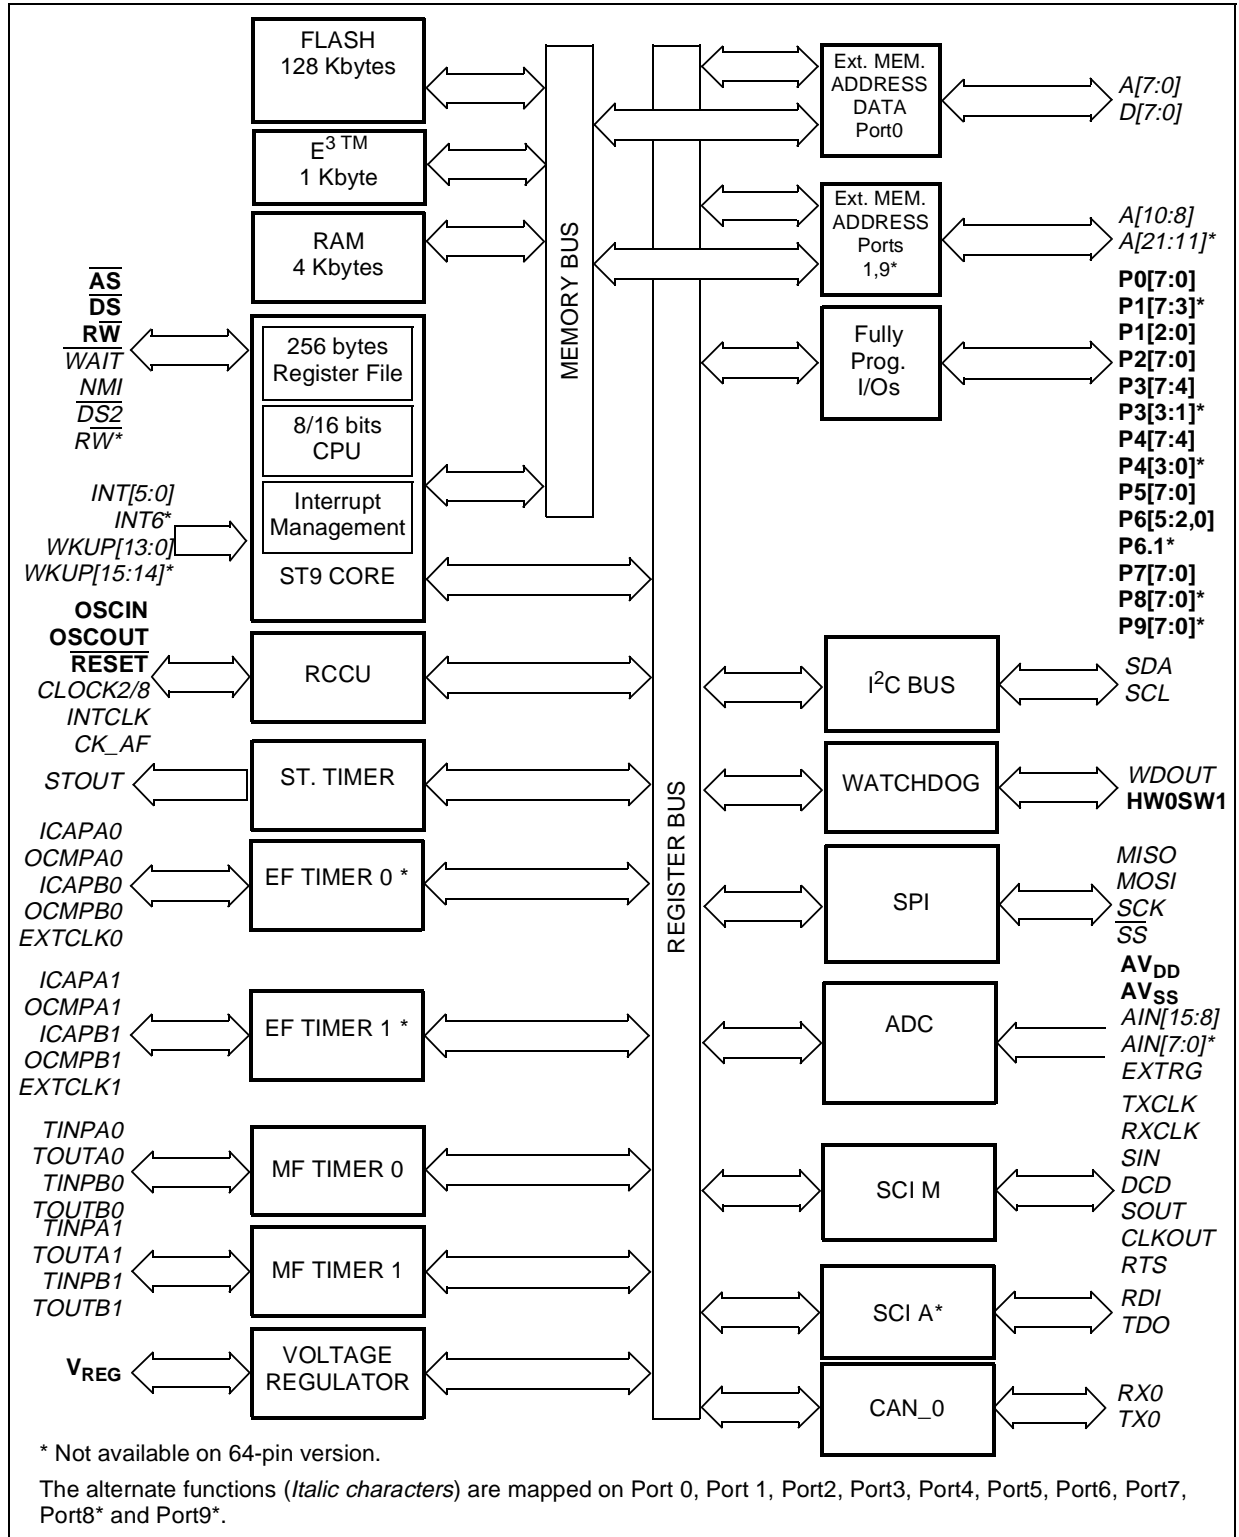 FLASH
128 Kbytes
E3 TM
1 Kbyte
RAM
4 Kbytes
AS
DS
RW
WAIT
NMI
DS2
RW*
256 bytes
Register File
8/16 bits
CPU
Interrupt
Management
ST9 CORE
INT[5:0]
INT6*
WKUP[13:0]
WKUP[15:14]*
OSCIN
OSCOUT
RESET
CLOCK2/8
INTCLK
CK_AF
RCCU
STOUT
ST. TIMER
ICAPA0
OCMPA0
ICAPB0
OCMPB0
EXTCLK0
EF TIMER 0 *
ICAPA1
OCMPA1
ICAPB1
OCMPB1
EXTCLK1
EF TIMER 1 *
TINPA0
TOUTA0
TINPB0
TOUTB0
MF TIMER 0
TINPA1
TOUTA1
TINPB1
TOUTB1
MF TIMER 1
VREG
VOLTAGE
REGULATOR
MEMORY BUS
REGISTER BUS
Ext. MEM.
ADDRESS
DATA
Port0
A[7:0]
D[7:0]
Ext. MEM.
ADDRESS
Ports
1,9*
A[10:8]
A[21:11]*
Fully
Prog.
I/Os
P0[7:0]
P1[7:3]*
P1[2:0]
P2[7:0]
P3[7:4]
P3[3:1]*
P4[7:4]
P4[3:0]*
P5[7:0]
P6[5:2,0]
P6.1*
P7[7:0]
P8[7:0]*
P9[7:0]*
I2C BUS
SDA
SCL
WATCHDOG
WDOUT
HW0SW1
SPI
MISO
MOSI
SCK
SS
ADC
AVDD
AVSS
AIN[15:8]
AIN[7:0]*
EXTRG
SCI M
TXCLK
RXCLK
SIN
DCD
SOUT
CLKOUT
RTS
SCI A*
RDI
TDO
CAN_0
RX0
TX0
* Not available on 64-pin version.
The alternate functions (Italic characters) are mapped on Port 0, Port 1, Port2, Port3, Port4, Port5, Port6, Port7,
Port8* and Port9*.